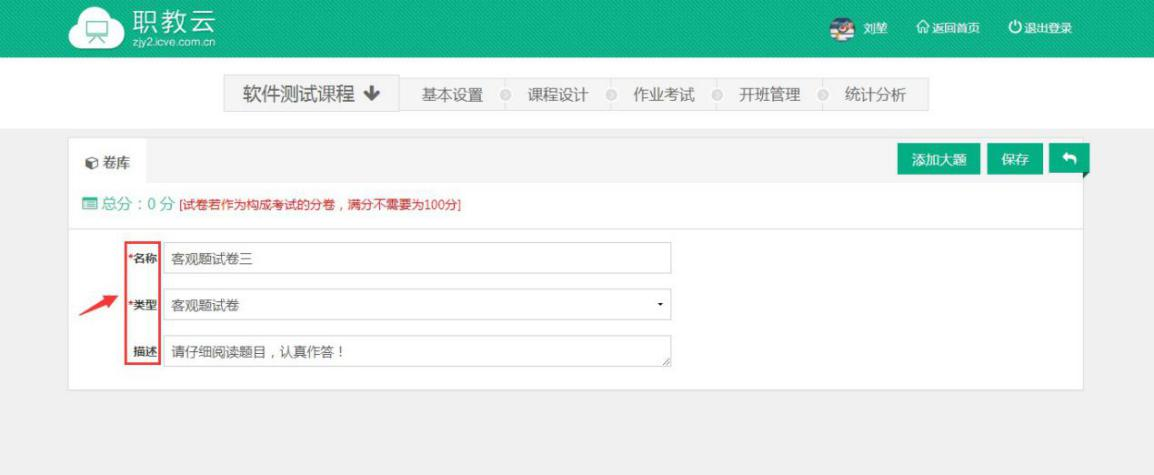 职教云
zjy2.icve.com.cn
刘堃 返回首页 退出登录
软件测试课程 基本设置 课程设计 作业考试 开班管理 统计分析
卷库 添加大题 保存
总分：0 分 [试卷若作为构成考试的分卷，满分不需要为100分]
*名称 客观题试卷三
*类型 客观题试卷
描述 请仔细阅读题目，认真作答！